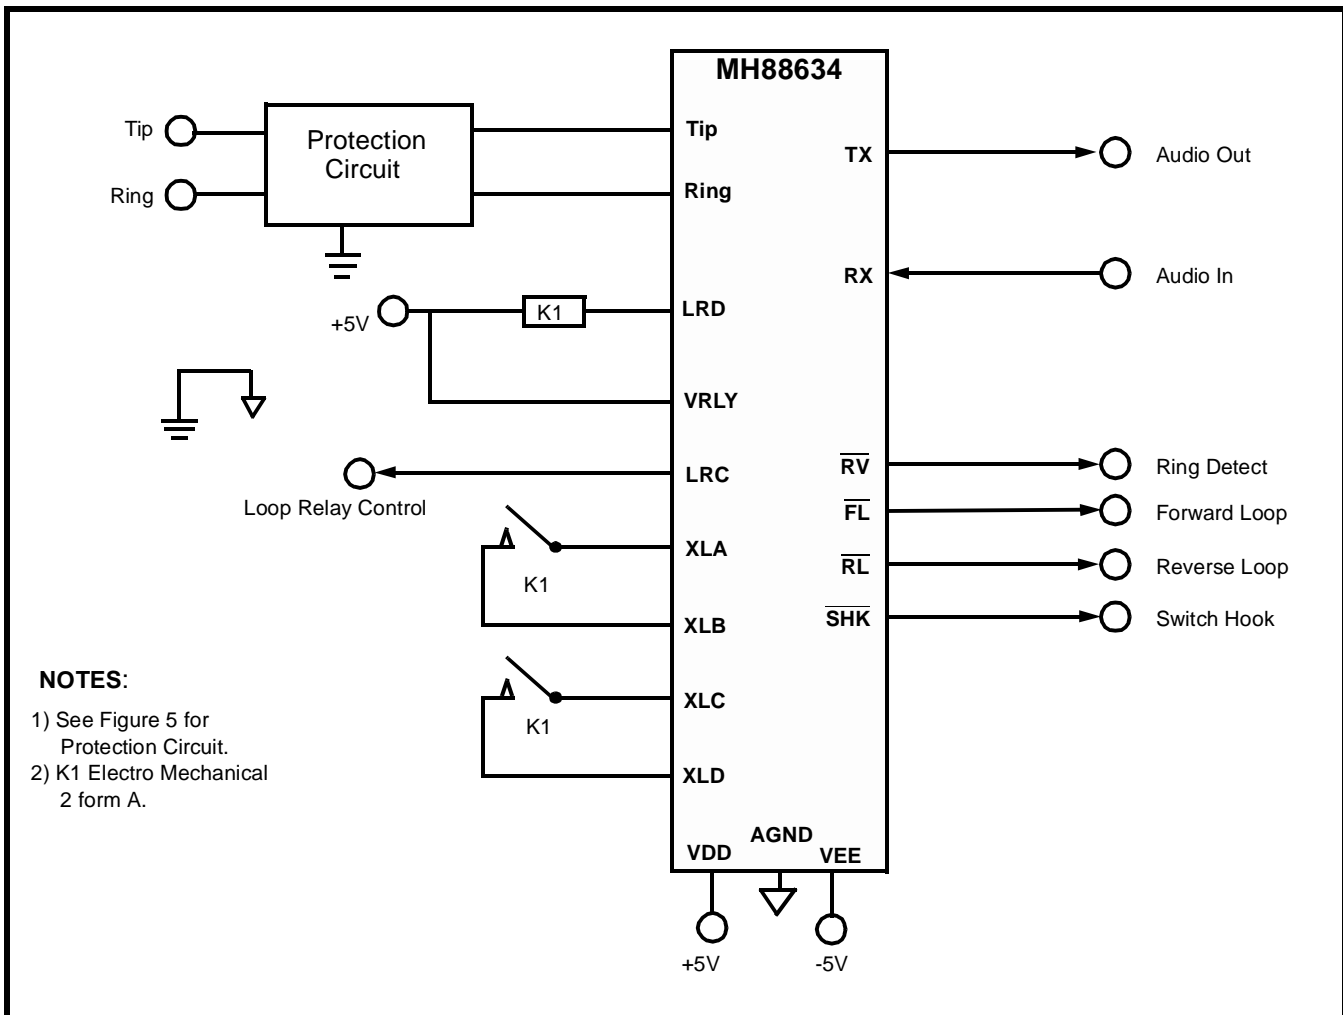 MH88634
Tip
Ring
Protection
Circuit
Tip
Ring
TX
Audio Out
RX
Audio In
+5V
K1
LRD
VRLY
LRC
Loop Relay Control
RV
Ring Detect
FL
Forward Loop
RL
Reverse Loop
SHK
Switch Hook
XLA
K1
XLB
XLC
K1
XLD
NOTES:
1) See Figure 5 for
Protection Circuit.
2) K1 Electro Mechanical
2 form A.
VDD
AGND
VEE
+5V
-5V